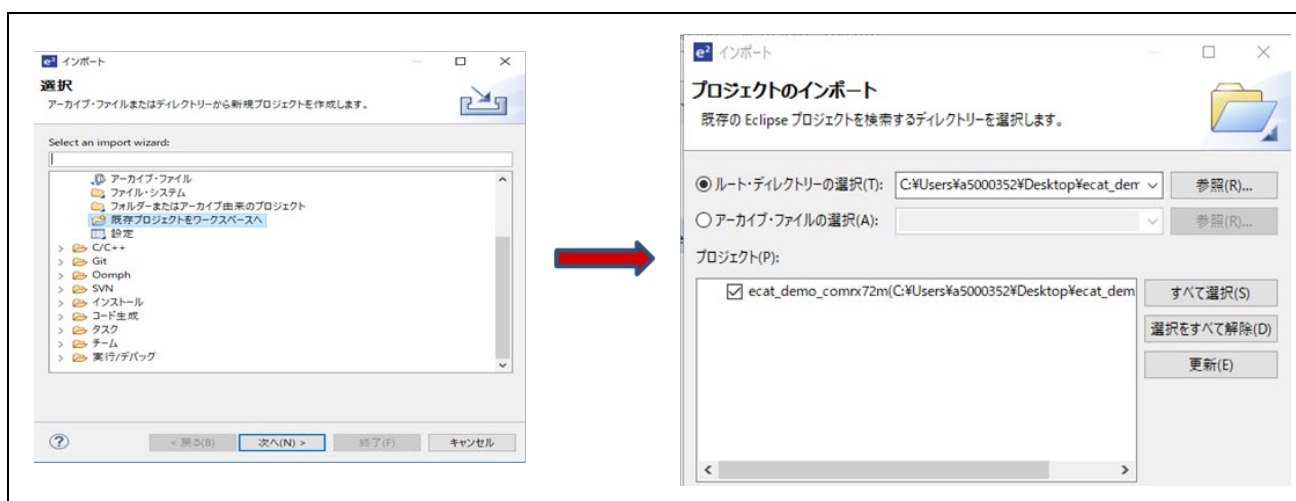 e² インポート
選択
アーカイブ・ファイルまたはディレクトリーから新規プロジェクトを作成します。
Select an import wizard:
アーカイブ・ファイル
ファイル・システム
フォルダーまたはアーカイブ由来のプロジェクト
既存プロジェクトをワークスペースへ
設定
> C/C++
> Git
> Oomph
> SVN
> インストール
> コード生成
> タスク
> チーム
> 実行/デバッグ
< 戻る(B) 次へ(N) > 終了(F) キャンセル
e² インポート
プロジェクトのインポート
既存の Eclipse プロジェクトを検索するディレクトリーを選択します。
ルート・ディレクトリーの選択(T): C:¥Users¥a5000352¥Desktop¥ecat_dem 参照(R)...
アーカイブ・ファイルの選択(A): 参照(R)...
プロジェクト(P):
ecat_demo_comrx72m(C:¥Users¥a5000352¥Desktop¥ecat_dem
すべて選択(S)
選択をすべて解除(D)
更新(E)